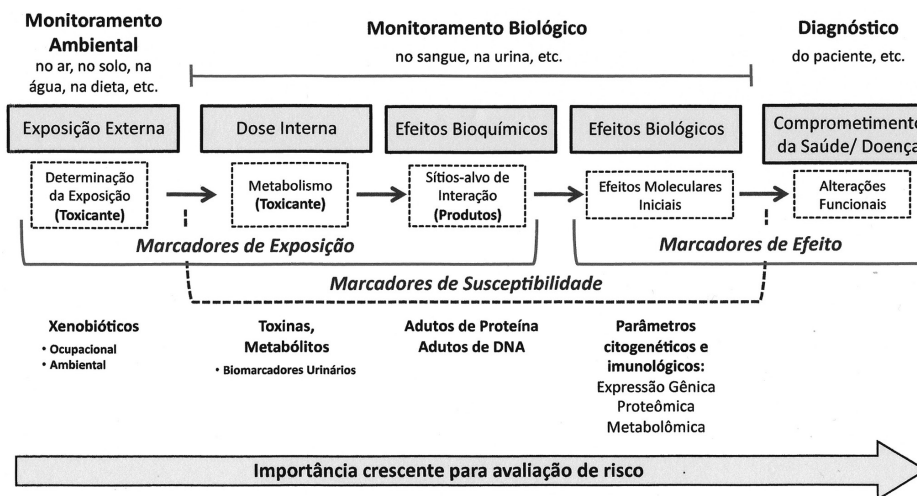 Monitoramento
Ambiental
no ar, no solo, na
água, na dieta, etc.
Monitoramento Biológico
no sangue, na urina, etc.
Diagnóstico
do paciente, etc.
Exposição Externa
Dose Interna
Efeitos Bioquímicos
Efeitos Biológicos
Comprometimento
da Saúde/ Doença
Determinação
da Exposição
(Toxicante)
Metabolismo
(Toxicante)
Sítios-alvo de
Interação
(Produtos)
Efeitos Moleculares
Iniciais
Alterações
Funcionais
Marcadores de Exposição
Marcadores de Efeito
Marcadores de Susceptibilidade
Xenobióticos
• Ocupacional
• Ambiental
Toxinas,
Metabólitos
• Biomarcadores Urinários
Adutos de Proteína
Adutos de DNA
Parâmetros
citogenéticos e
imunológicos:
Expressão Gênica
Proteômica
Metabolômica
Importância crescente para avaliação de risco